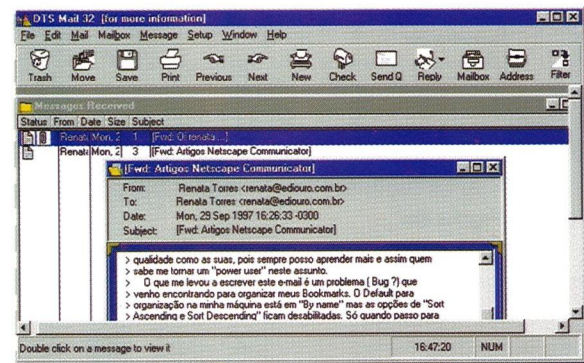 DTS Mail 32 [for more information]
File Edit Mail Mailbox Message Setup Window Help
Trash Move Save Print Previous Next New Check Send Q Reply Mailbox Address Filter
Messages Received
Status From Date Size Subject
Renata Mon, 2 1 [Fwd: O renata ...]
Renata Mon, 2 3 [Fwd: Artigos Netscape Communicator]
[Fwd: Artigos Netscape Communicator]
From: Renata Torres <renata@ediouro.com.br>
To: Renata Torres <renata@ediouro.com.br>
Date: Mon, 29 Sep 1997 16:26:33 -0300
Subject: [Fwd: Artigos Netscape Communicator]
> qualidade como as suas, pois sempre posso aprender mais e assim quem
> sabe me tornar um "power user" neste assunto.
> O que me levou a escrever este e-mail é um problema ( Bug ?) que
> venho encontrando para organizar meus Bookmarks. O Default para
> organização na minha máquina está em "By name" mas as opções de "Sort
> Ascending e Sort Descending" ficam desabilitadas. Só quando passo para
Double click on a message to view it
16:47:20
NUM